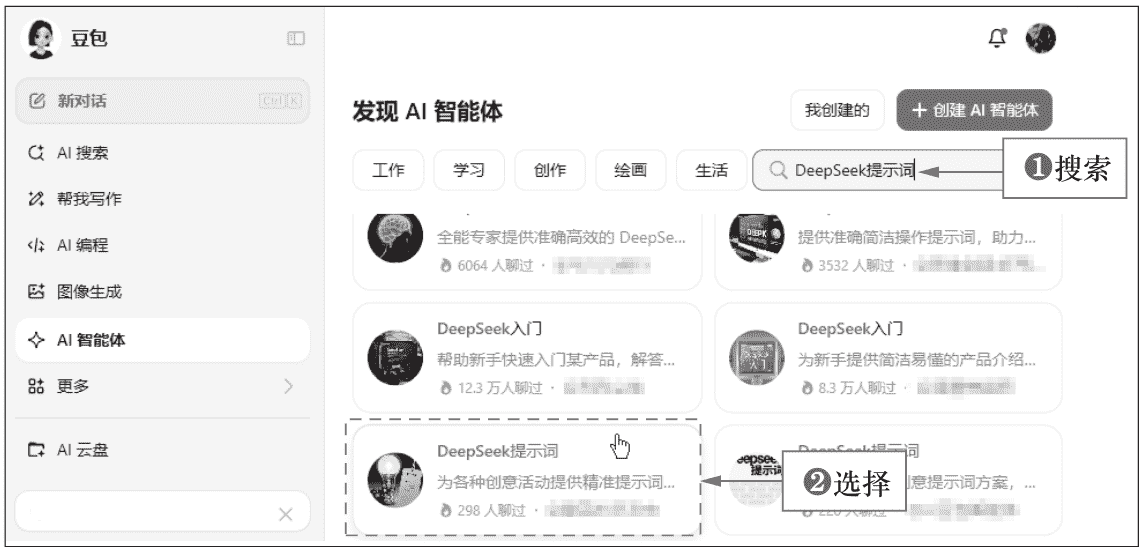 豆包
新对话
Ctrl K
AI 搜索
帮我写作
AI 编程
图像生成
AI 智能体
更多
AI 云盘
发现 AI 智能体
我创建的
+ 创建 AI 智能体
工作
学习
创作
绘画
生活
DeepSeek提示词
❶搜索
全能专家提供准确高效的 DeepSe...
6064 人聊过 ·
提供准确简洁操作提示词，助力...
3532 人聊过 ·
DeepSeek入门
帮助新手快速入门某产品，解答...
12.3 万人聊过 ·
DeepSeek入门
为新手提供简洁易懂的产品介绍...
8.3 万人聊过 ·
DeepSeek提示词
为各种创意活动提供精准提示词...
298 人聊过 ·
❷选择
提示词
意提示词方案，...